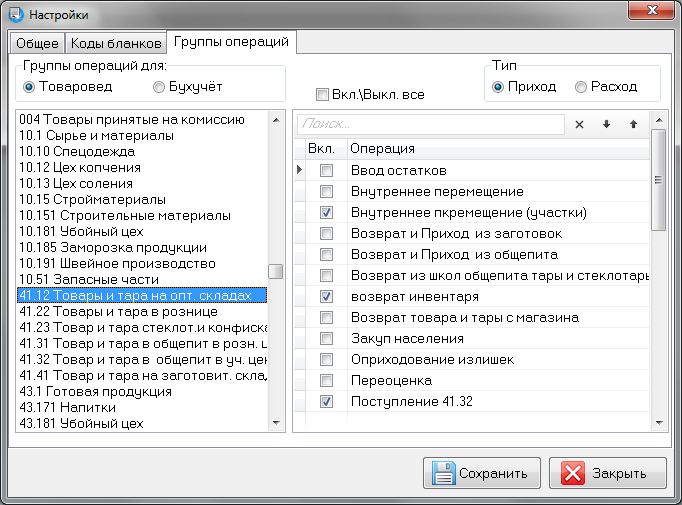 Настройки
Общее
Коды бланков
Группы операций
Группы операций для:
Товаровед
Бухучёт
Вкл.\Выкл. все
Тип
Приход
Расход
004 Товары принятые на комиссию
10.1 Сырье и материалы
10.10 Спецодежда
10.12 Цех копчения
10.13 Цех соления
10.15 Стройматериалы
10.151 Строительные материалы
10.181 Убойный цех
10.185 Заморозка продукции
10.191 Швейное производство
10.51 Запасные части
41.12 Товары и тара на опт. складах
41.22 Товары и тара в рознице
41.23 Товар и тара стеклот.и конфиска
41.31 Товар и тара в общепит в розн. ц
41.32 Товар и тара в  общепит в уч. цен
41.41 Товар и тара на заготовит. склад
43.1 Готовая продукция
43.171 Напитки
43.181 Убойный цех
Поиск...
Вкл.
Операция
Ввод остатков
Внутреннее перемещение
Внутреннее пкремещение (участки)
Возврат и Приход  из заготовок
Возврат и Приход  из общепита
Возврат из школ общепита тары и стеклотары
возврат инвентаря
Возврат товара и тары с магазина
Закуп населения
Оприходование излишек
Переоценка
Поступление 41.32
Сохранить
Закрыть